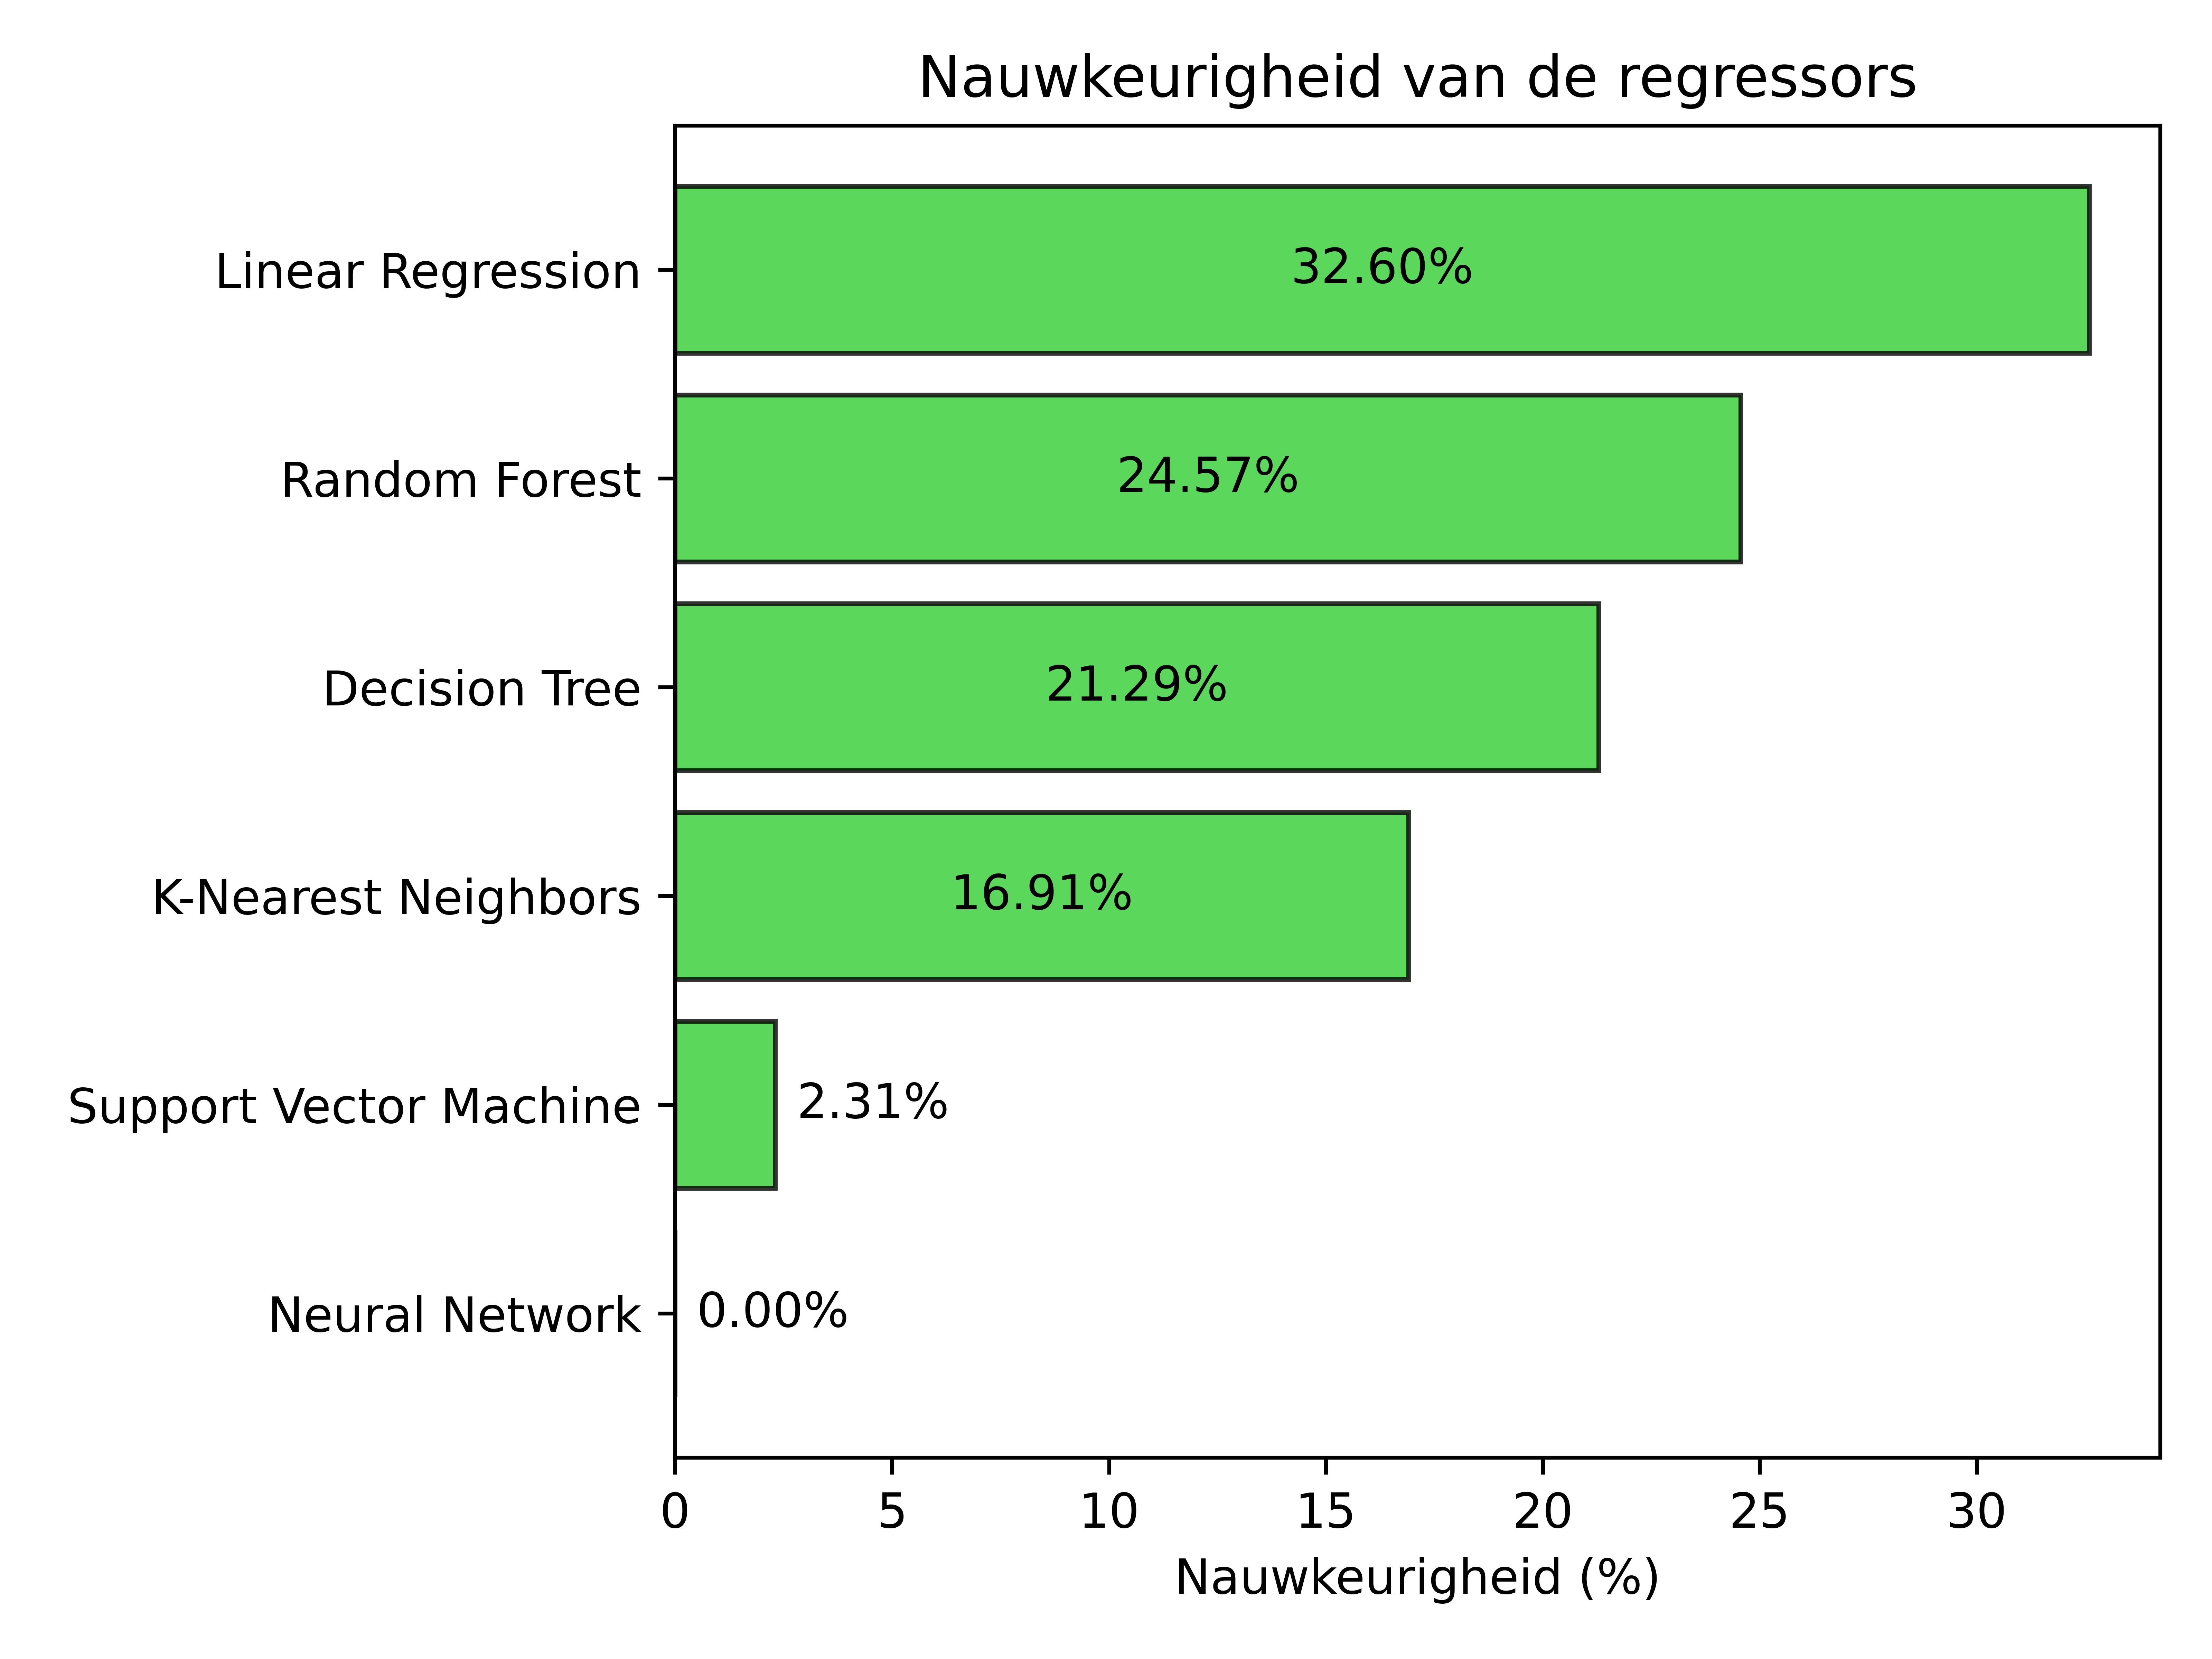 Nauwkeurigheid van de regressors
Linear Regression
32.60%
Random Forest
24.57%
Decision Tree
21.29%
K-Nearest Neighbors
16.91%
Support Vector Machine
2.31%
Neural Network
0.00%
0 5 10 15 20 25 30
Nauwkeurigheid (%)